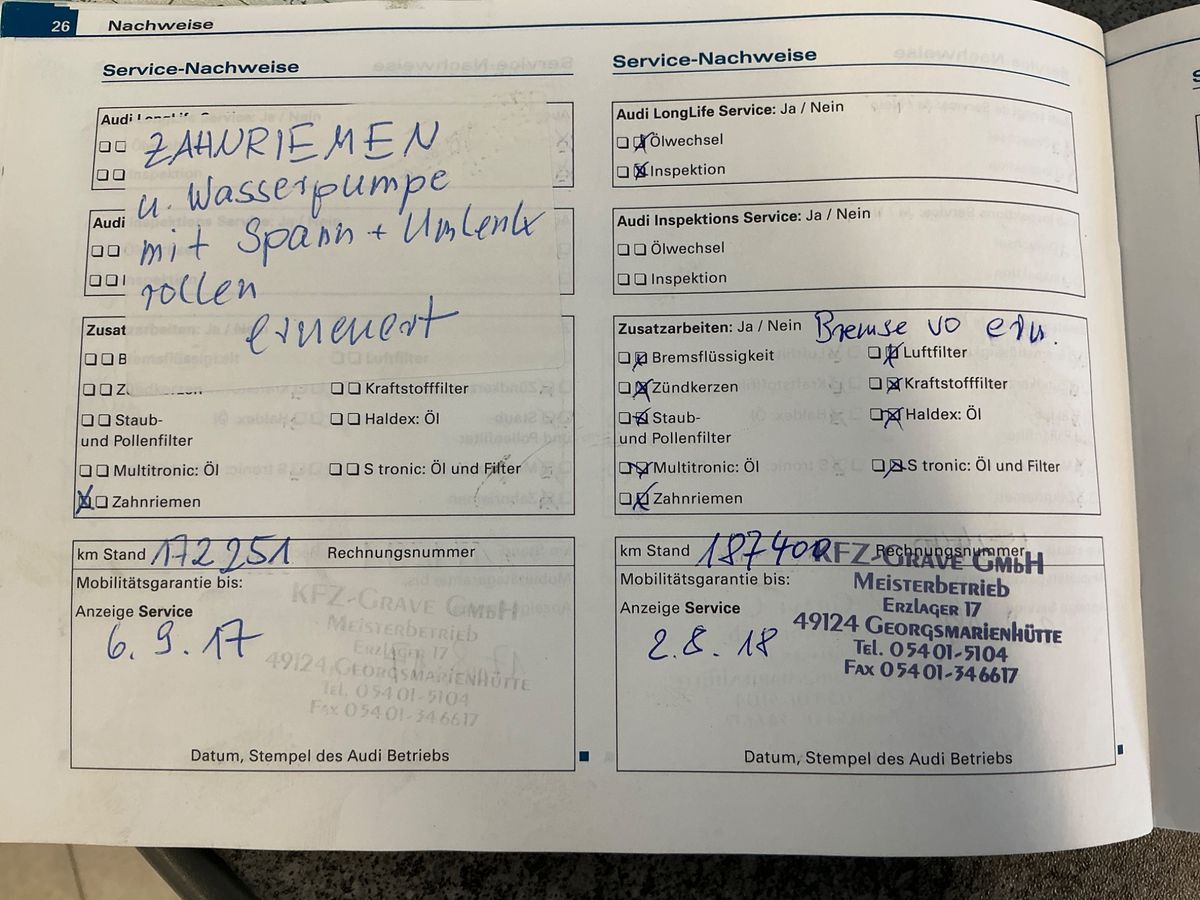 26 Nachweise
Service-Nachweise
Audi
ZAHNRIEMEN
u. Wasserpumpe
Audi
mit Spann + Umlenk
rollen
erneuert
Zusat
B
Z
Kraftstofffilter
Staub-
und Pollenfilter
Haldex: Öl
Multitronic: Öl
S tronic: Öl und Filter
Zahnriemen
km Stand 172251 Rechnungsnummer
Mobilitätsgarantie bis:
Anzeige Service
6.9.17
KFZ-GRAVE GMBH
MEISTERBETRIEB
ERZLAGER 17
49124 GEORGSMARIENHÜTTE
TEL. 05401-5104
FAX 05401-346617
Datum, Stempel des Audi Betriebs
Service-Nachweise
Audi LongLife Service: Ja / Nein
Ölwechsel
Inspektion
Audi Inspektions Service: Ja / Nein
Ölwechsel
Inspektion
Zusatzarbeiten: Ja / Nein Bremse vo ern.
Bremsflüssigkeit Luftfilter
Zündkerzen Kraftstofffilter
Staub- Haldex: Öl
und Pollenfilter
Multitronic: Öl S tronic: Öl und Filter
Zahnriemen
km Stand 187400 Rechnungsnummer
Mobilitätsgarantie bis:
Anzeige Service
2.8.18
KFZ-GRAVE GMBH
MEISTERBETRIEB
ERZLAGER 17
49124 GEORGSMARIENHÜTTE
TEL. 05401-5104
FAX 05401-346617
Datum, Stempel des Audi Betriebs